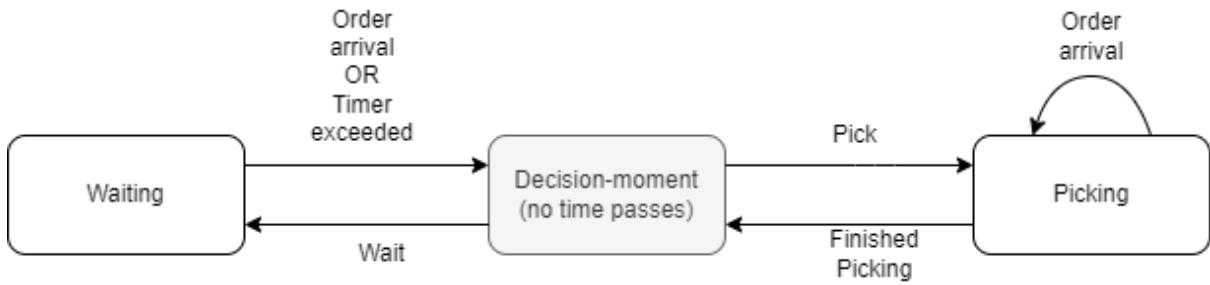 Order
arrival
OR
Timer
exceeded
Order
arrival
Waiting
Decision-moment
(no time passes)
Pick
Picking
Wait
Finished
Picking